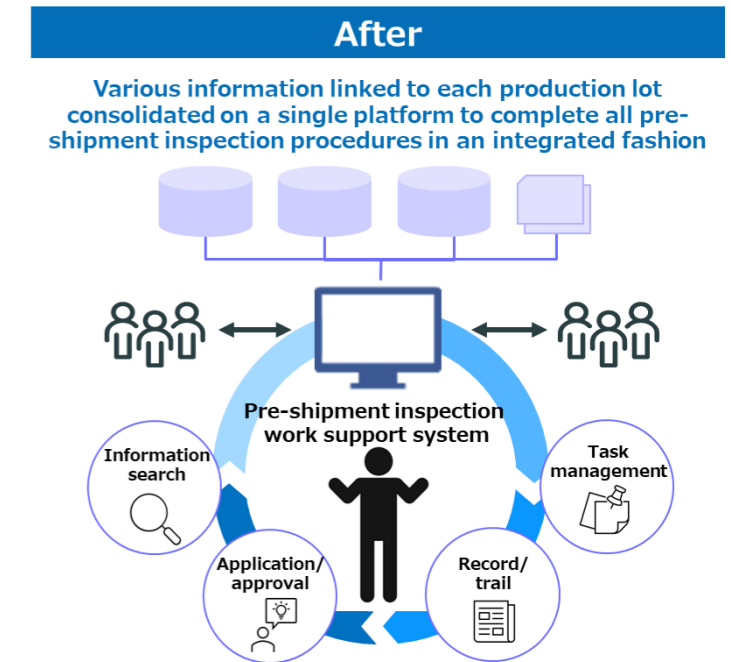 After
Various information linked to each production lot
consolidated on a single platform to complete all pre-
shipment inspection procedures in an integrated fashion
Pre-shipment inspection
work support system
Information
search
Task
management
Application/
approval
Record/
trail